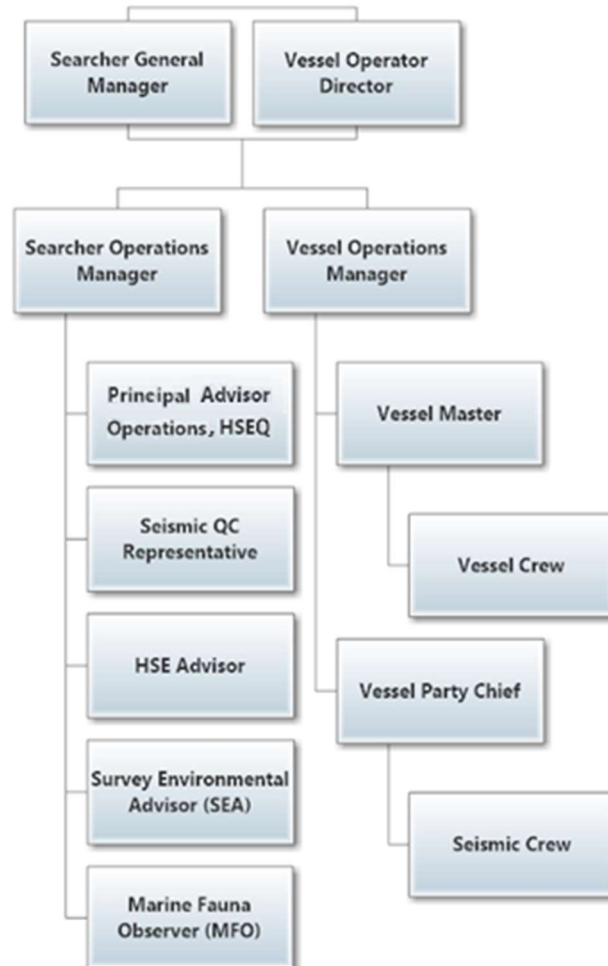 Searcher General
Manager
Vessel Operator
Director
Searcher Operations
Manager
Vessel Operations
Manager
Principal Advisor
Operations, HSEQ
Vessel Master
Seismic QC
Representative
Vessel Crew
HSE Advisor
Vessel Party Chief
Survey Environmental
Advisor (SEA)
Seismic Crew
Marine Fauna
Observer (MFO)